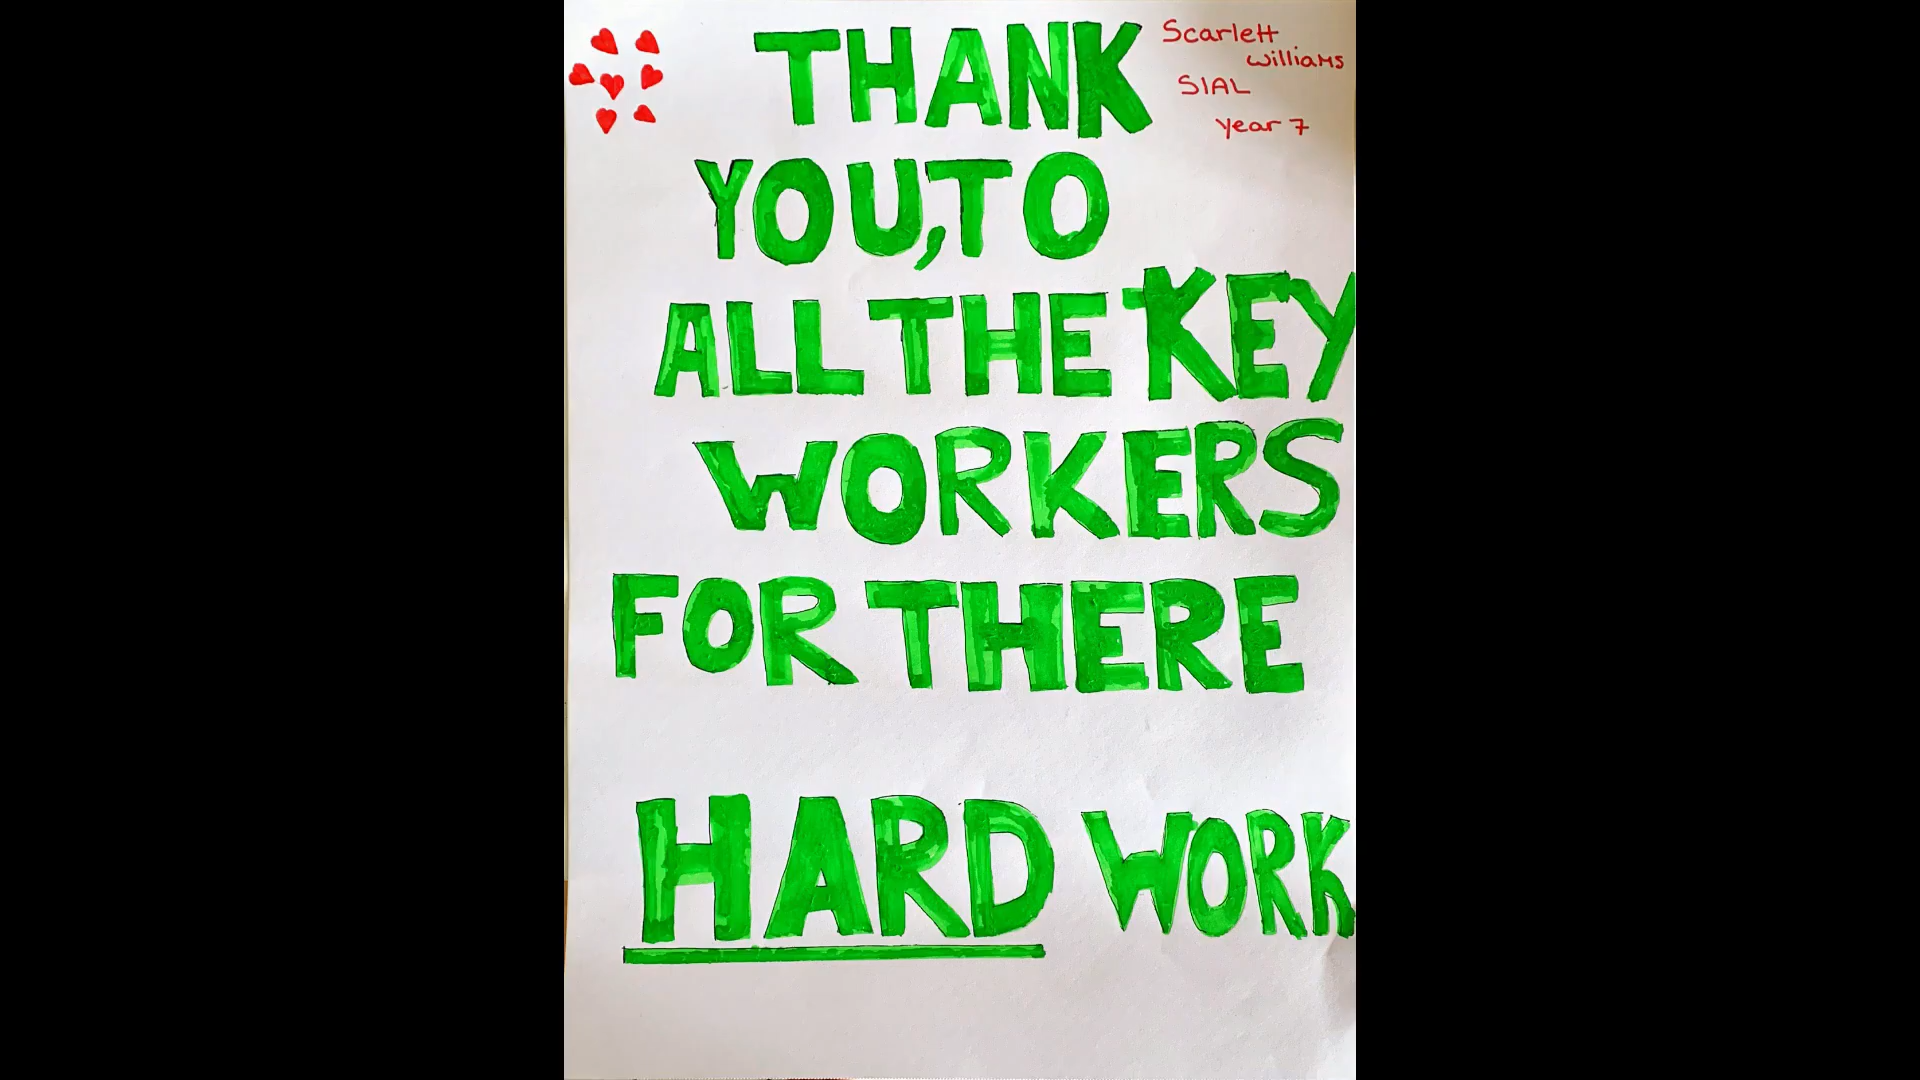 THANK
YOU, TO
ALL THE KEY
WORKERS
FOR THERE
HARD WORK
Scarlett
Williams
SIAL
Year 7